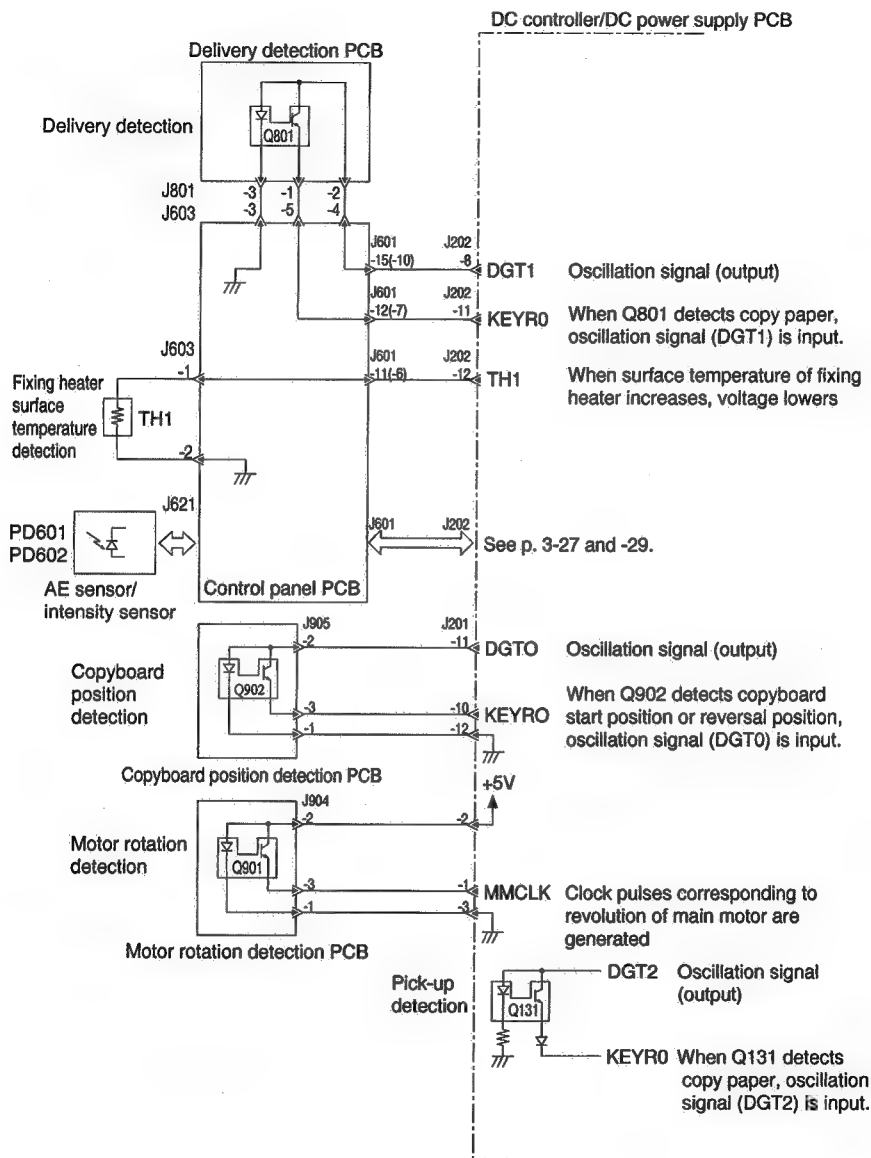 DC controller/DC power supply PCB
Delivery detection PCB
Delivery detection
Q801
J801 -3 -1 -2
J603 -3 -5 -4
J601 J202
-15(-10) -8 DGT1 Oscillation signal (output)
J601 J202
-12(-7) -11 KEYR0 When Q801 detects copy paper,
oscillation signal (DGT1) is input.
J603
-1
J601 J202
-11(-6) -12 TH1 When surface temperature of fixing
heater increases, voltage lowers
Fixing heater
surface
temperature
detection
TH1
-2
J621
PD601
PD602
AE sensor/
intensity sensor
Control panel PCB
J601 J202
See p. 3-27 and -29.
J905 J201
-2 -11 DGTO Oscillation signal (output)
Copyboard
position
detection
Q902
-3 -10 KEYRO When Q902 detects copyboard
start position or reversal position,
oscillation signal (DGT0) is input.
-1 -12
Copyboard position detection PCB
+5V
J904
-2 -2
Motor rotation
detection
Q901
-3 -1 MMCLK Clock pulses corresponding to
revolution of main motor are
generated
-1 -3
Motor rotation detection PCB
Pick-up
detection
Q131
DGT2 Oscillation signal
(output)
KEYR0 When Q131 detects
copy paper, oscillation
signal (DGT2) is input.